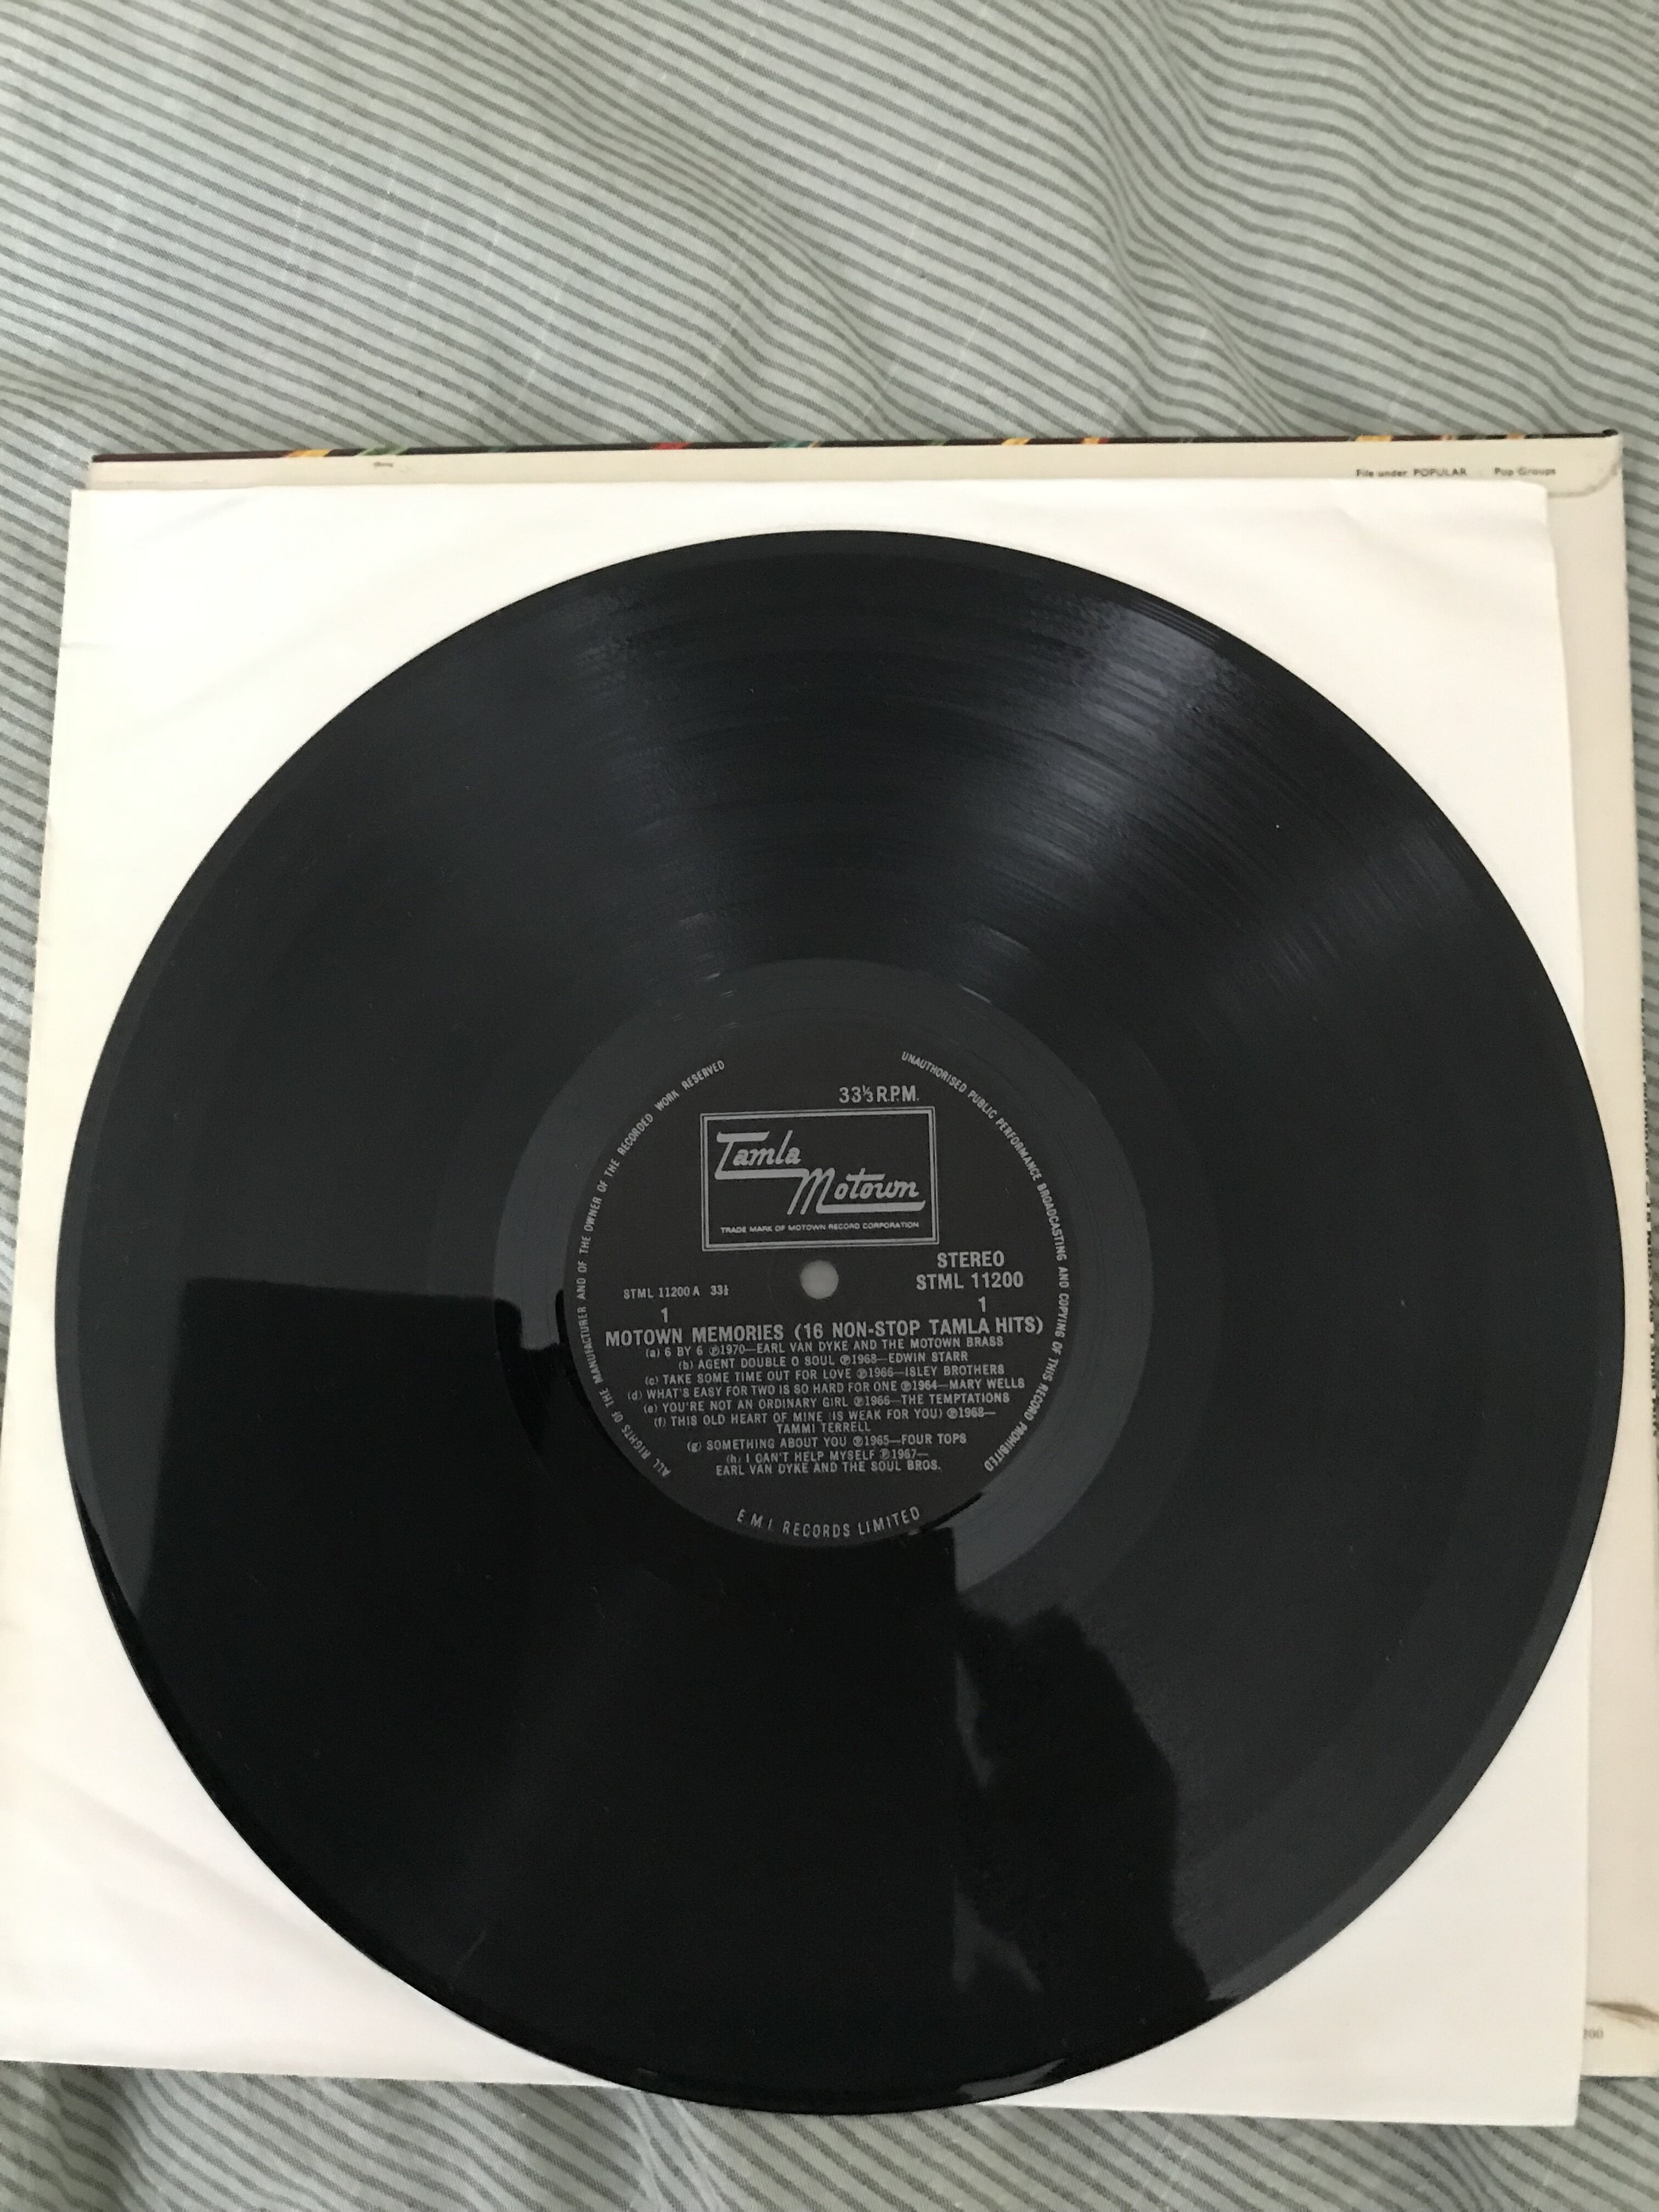 File under POPULAR Pop Groups
ALL RIGHTS OF THE MANUFACTURER AND OF THE OWNER OF THE RECORDED WORK RESERVED
UNAUTHORISED PUBLIC PERFORMANCE BROADCASTING AND COPYING OF THIS RECORD PROHIBITED
33⅓ R.P.M.
Tamla
Motown
TRADE MARK OF MOTOWN RECORD CORPORATION
STEREO
STML 11200
STML 11200 A 33⅓
1 1
MOTOWN MEMORIES (16 NON-STOP TAMLA HITS)
(a) 6 BY 6 ℗1970—EARL VAN DYKE AND THE MOTOWN BRASS
(b) AGENT DOUBLE O SOUL ℗1968—EDWIN STARR
(c) TAKE SOME TIME OUT FOR LOVE ℗1966—ISLEY BROTHERS
(d) WHAT'S EASY FOR TWO IS SO HARD FOR ONE ℗1964—MARY WELLS
(e) YOU'RE NOT AN ORDINARY GIRL ℗1966—THE TEMPTATIONS
(f) THIS OLD HEART OF MINE (IS WEAK FOR YOU) ℗1968—
TAMMI TERRELL
(g) SOMETHING ABOUT YOU ℗1965—FOUR TOPS
(h) I CAN'T HELP MYSELF ℗1967—
EARL VAN DYKE AND THE SOUL BROS.
E.M.I. RECORDS LIMITED
200